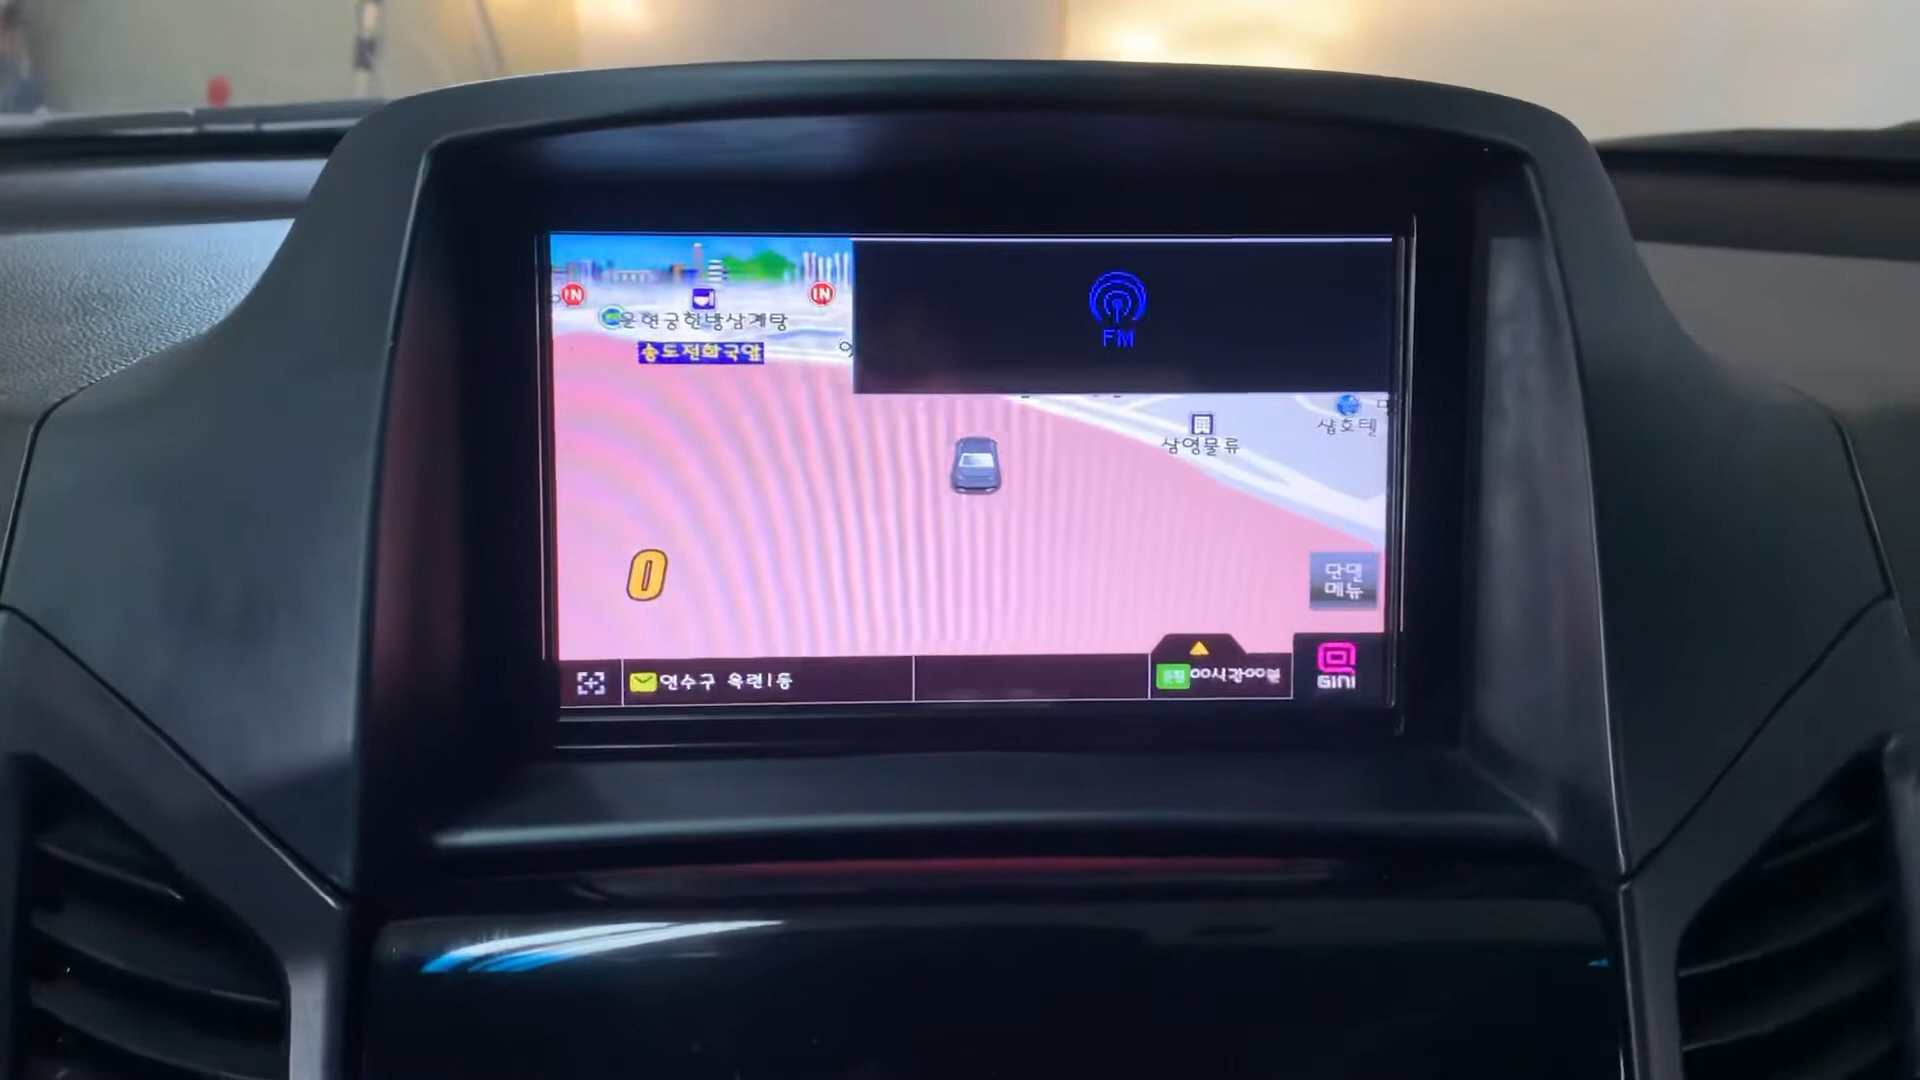 IN
IN
운현궁한방삼계탕
송도전화국앞
FM
삼영물류
샵호텔
0
단말
메뉴
연수구 옥련1동
00시간00분
GINI